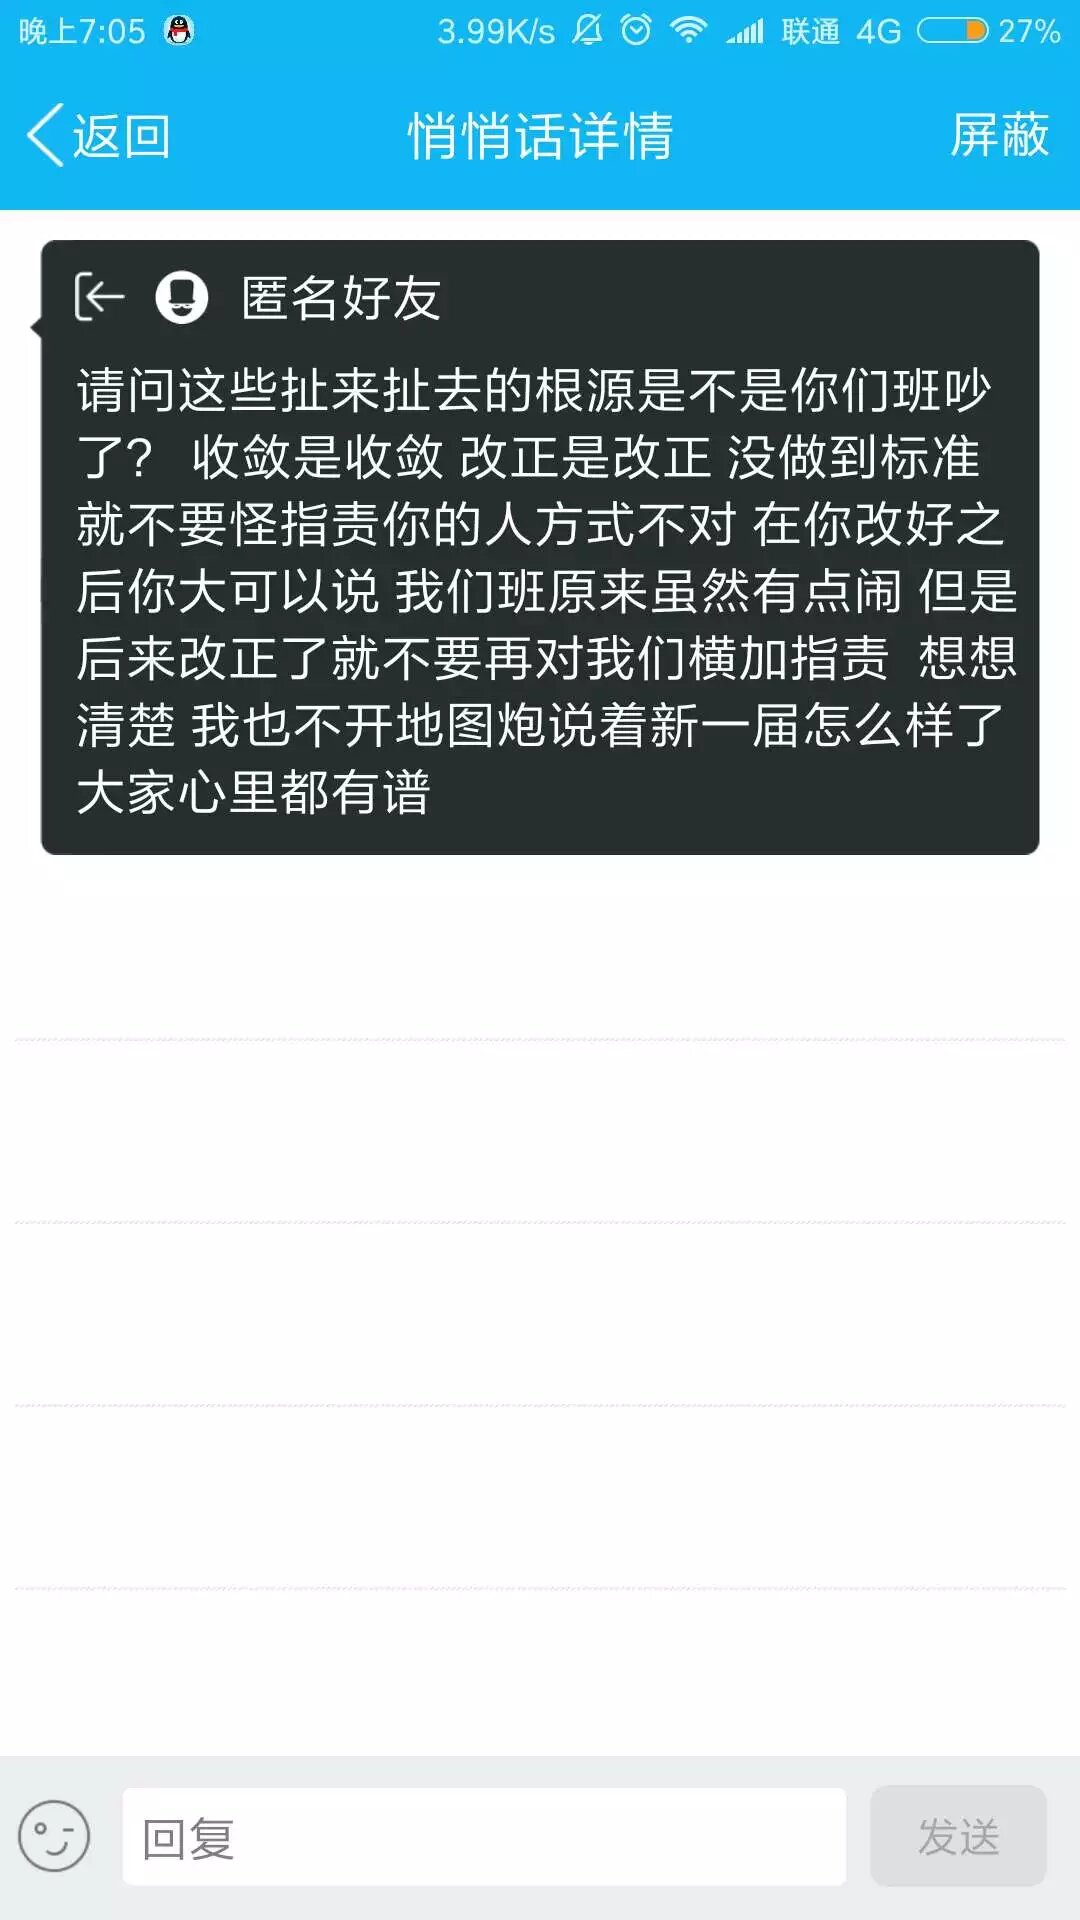 晚上7:05 3.99K/s 联通 4G 27%
返回 悄悄话详情 屏蔽
匿名好友
请问这些扯来扯去的根源是不是你们班吵
了? 收敛是收敛 改正是改正 没做到标准
就不要怪指责你的人方式不对 在你改好之
后你大可以说 我们班原来虽然有点闹 但是
后来改正了就不要再对我们横加指责 想想
清楚 我也不开地图炮说着新一届怎么样了
大家心里都有谱
回复 发送